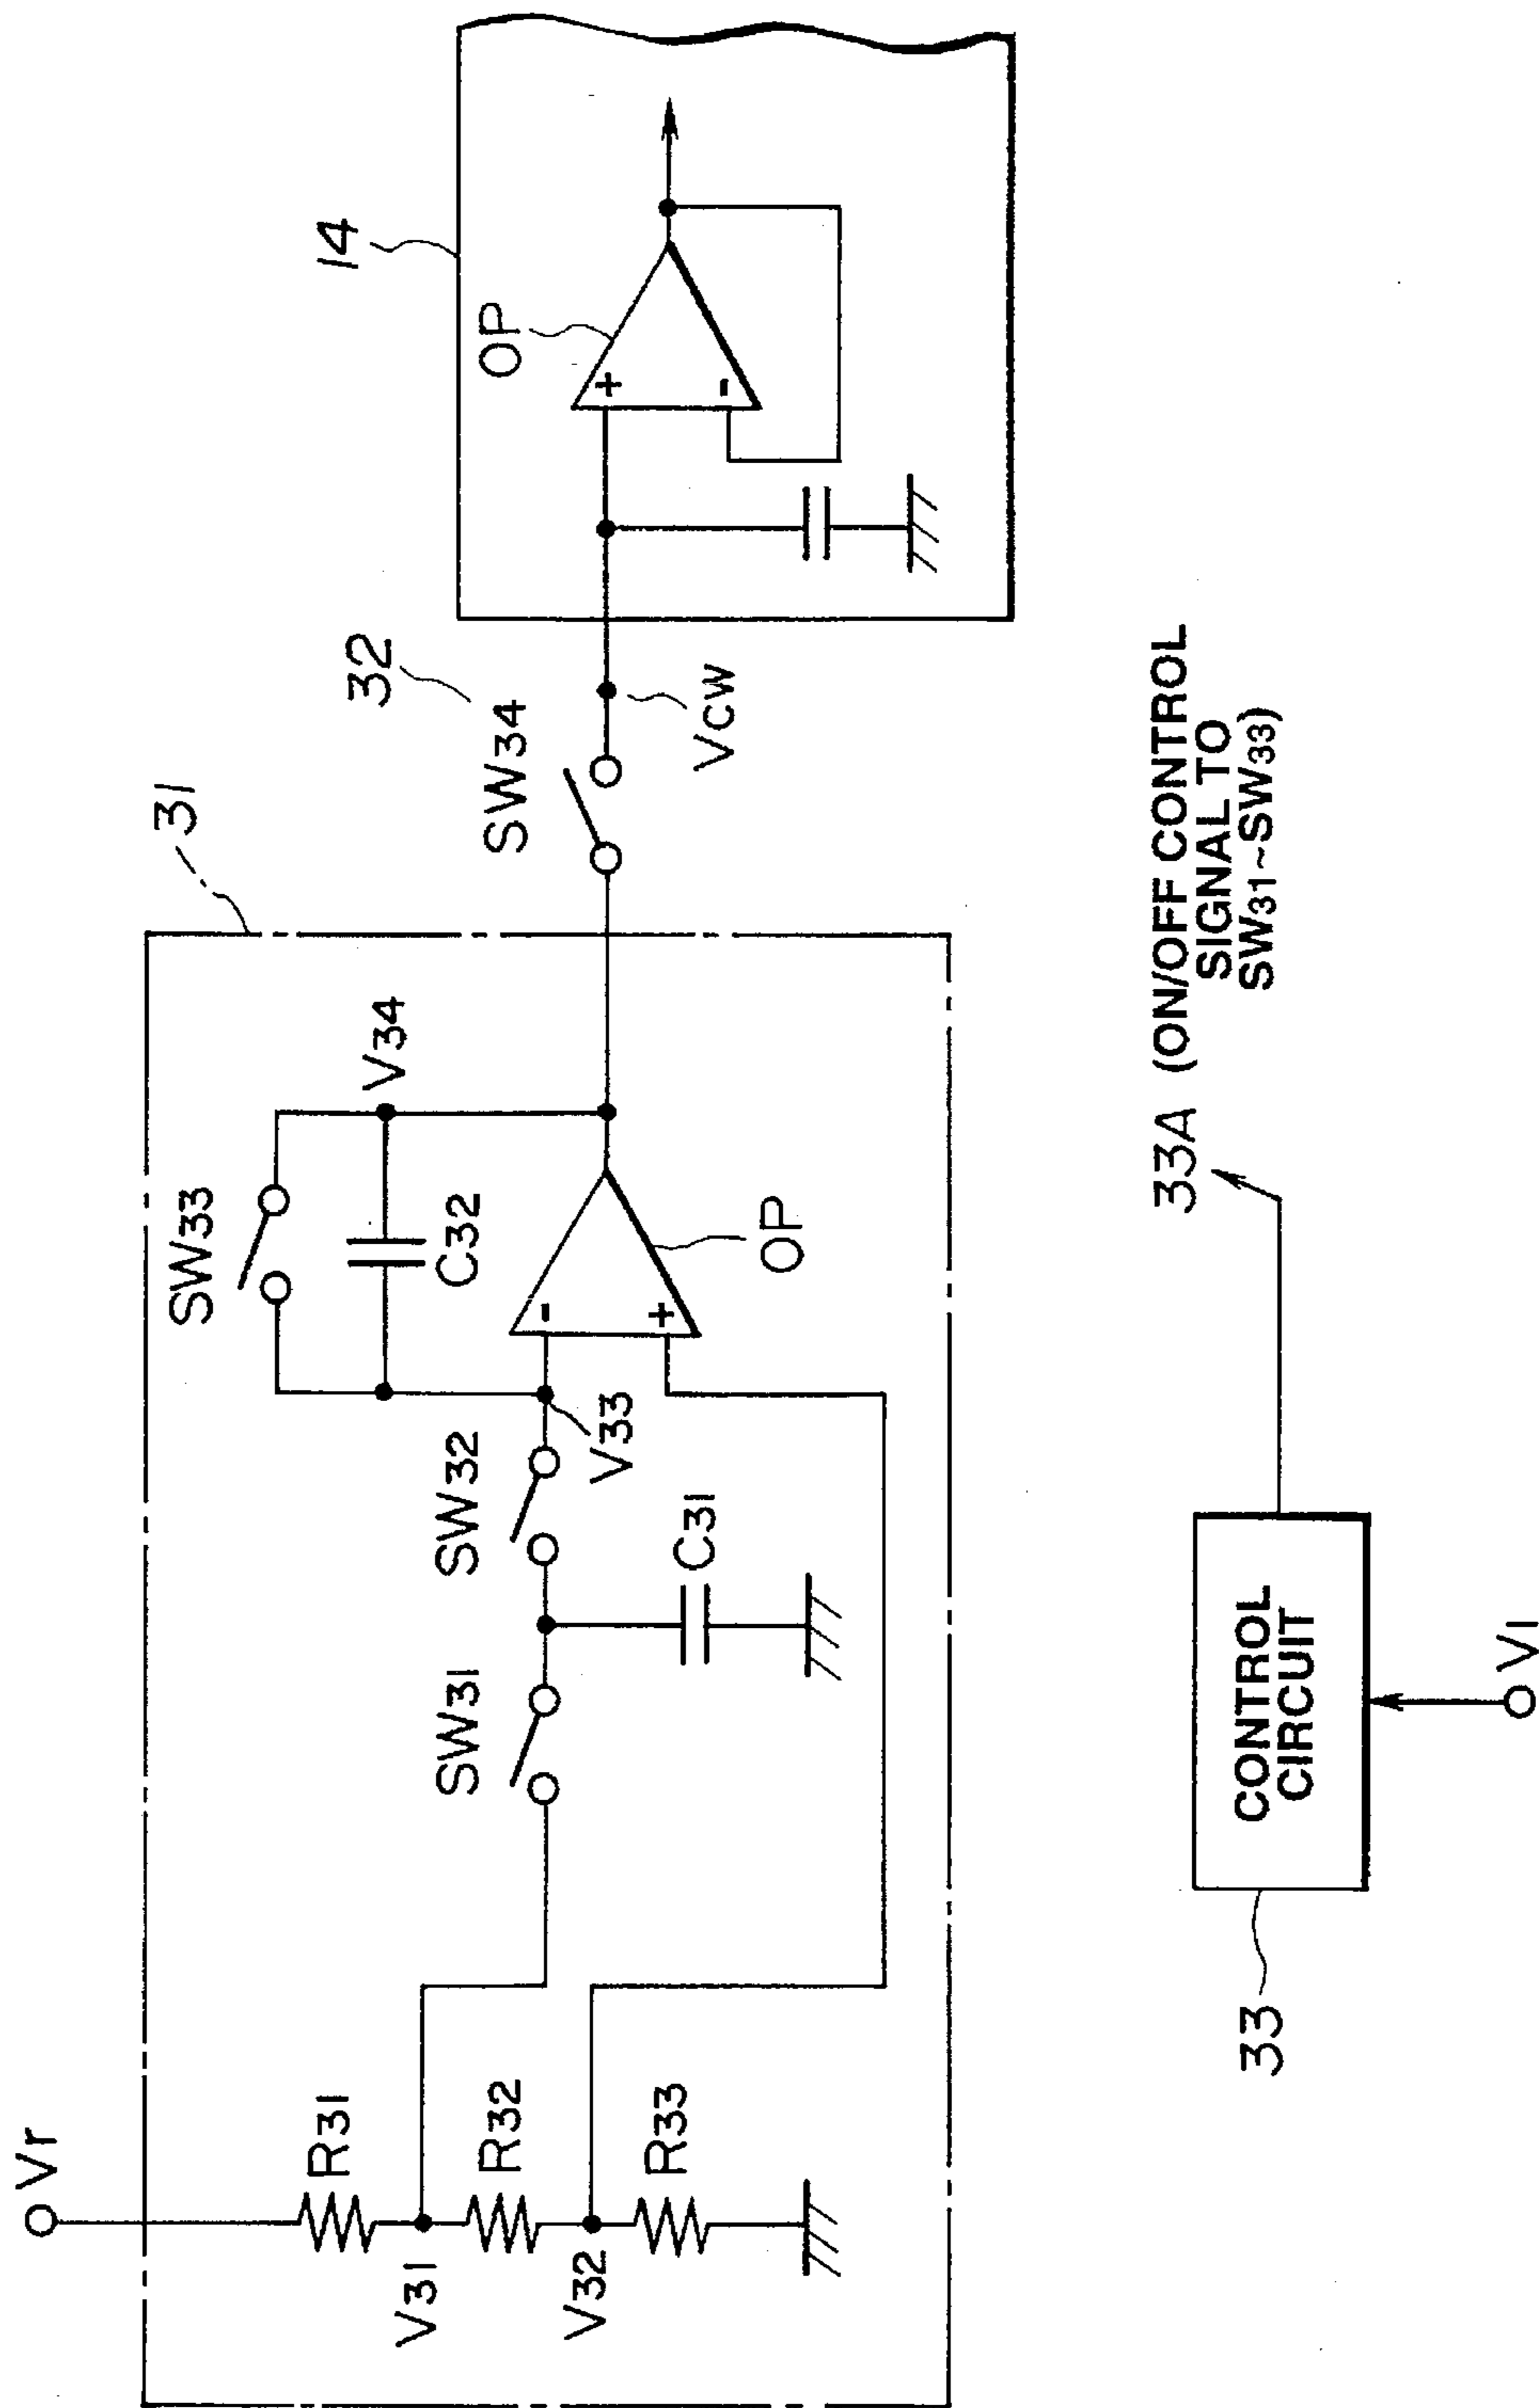 Vr
R31
V31
R32
V32
R33
SW31
C31
SW32
V33
SW33
C32
V34
OP
31
SW34
32
VCW
14
OP
+
-
-
+
33
CONTROL
CIRCUIT
VI
33A (ON/OFF CONTROL
SIGNAL TO
SW31~SW33)